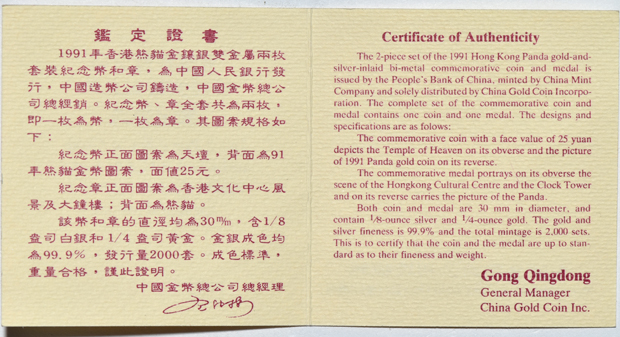 鑑定證書
1991年香港熊貓金鑲銀雙金屬兩枚
套裝紀念幣和章，為中國人民銀行發
行，中國造幣公司鑄造，中國金幣總公
司總經銷。紀念幣、章全套共為兩枚，
即一枚為幣，一枚為章。其圖案規格如
下：
紀念幣正面圖案為天壇，背面為91
年熊貓金幣圖案，面值25元。
紀念章正面圖案為香港文化中心風
景及大鐘樓；背面為熊貓。
該幣和章的直徑均為30m/m，含1/8
盎司白銀和1/4盎司黃金。金銀成色均
為99.9%，發行量2000套。成色標準，
重量合格，謹此證明。
中國金幣總公司總經理
Certificate of Authenticity
The 2-piece set of the 1991 Hong Kong Panda gold-and-
silver-inlaid bi-metal commemorative coin and medal is
issued by the People's Bank of China, minted by China Mint
Company and solely distributed by China Gold Coin Incorpo-
ration. The complete set of the commemorative coin and
medal contains one coin and one medal. The designs and
specifications are as folows:
The commemorative coin with a face value of 25 yuan
depicts the Temple of Heaven on its obverse and the picture
of 1991 Panda gold coin on its reverse.
The commemorative medal portrays on its obverse the
scene of the Hongkong Cultural Centre and the Clock Tower
and on its reverse carries the picture of the Panda.
Both coin and medal are 30 mm in diameter, and
contain 1/8-ounce silver and 1/4-ounce gold. The gold and
silver fineness is 99.9% and the total mintage is 2,000 sets.
This is to certify that the coin and the medal are up to stan-
dard as to their fineness and weight.
Gong Qingdong
General Manager
China Gold Coin Inc.